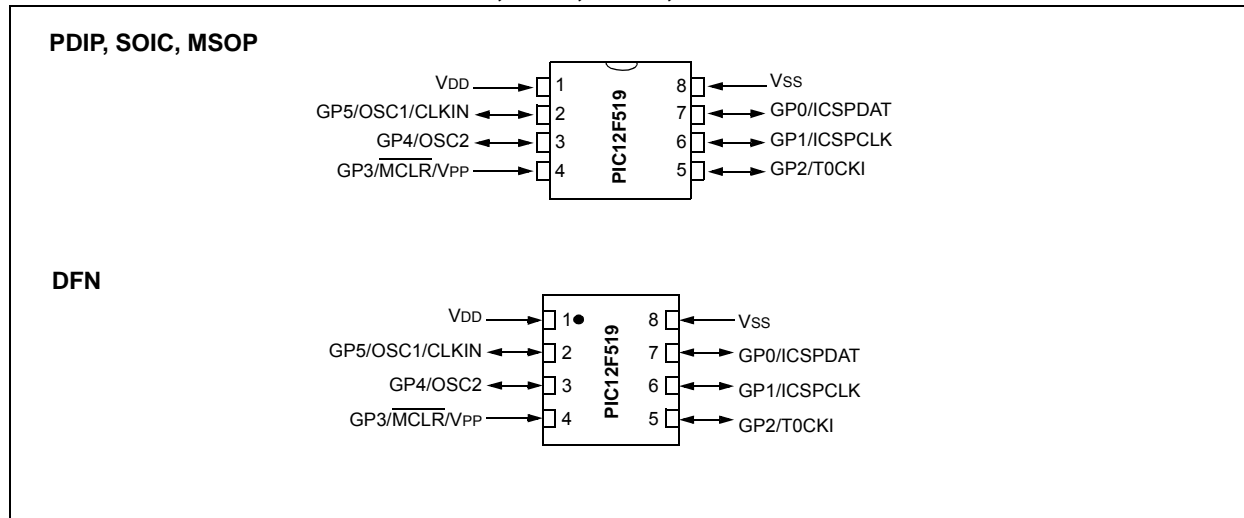 PDIP, SOIC, MSOP
VDD 1 8 VSS
GP5/OSC1/CLKIN 2 7 GP0/ICSPDAT
GP4/OSC2 3 6 GP1/ICSPCLK
GP3/MCLR/VPP 4 5 GP2/T0CKI
PIC12F519
DFN
VDD 1 8 VSS
GP5/OSC1/CLKIN 2 7 GP0/ICSPDAT
GP4/OSC2 3 6 GP1/ICSPCLK
GP3/MCLR/VPP 4 5 GP2/T0CKI
PIC12F519